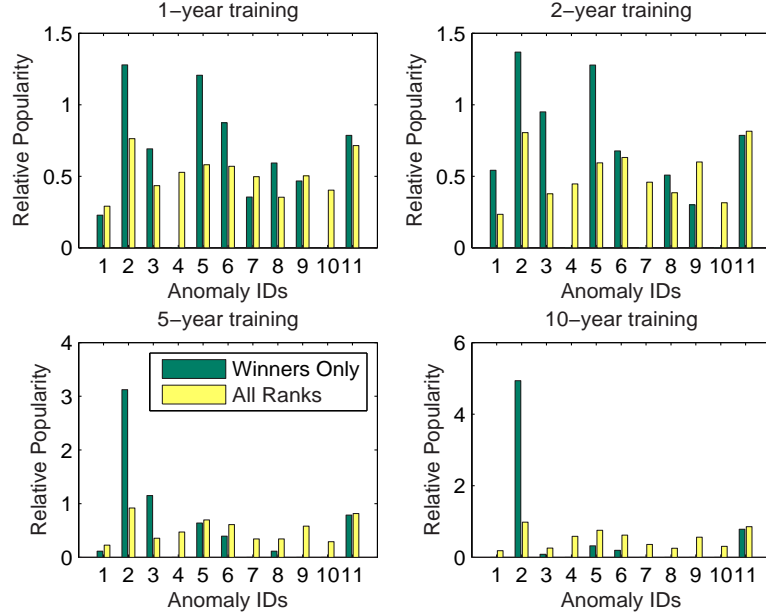 1−year training
1.5
1
0.5
0
Relative Popularity
1 2 3 4 5 6 7 8 9 10 11
Anomaly IDs
2−year training
1.5
1
0.5
0
Relative Popularity
1 2 3 4 5 6 7 8 9 10 11
Anomaly IDs
5−year training
4
3
2
1
0
Relative Popularity
Winners Only
All Ranks
1 2 3 4 5 6 7 8 9 10 11
Anomaly IDs
10−year training
6
4
2
0
Relative Popularity
1 2 3 4 5 6 7 8 9 10 11
Anomaly IDs